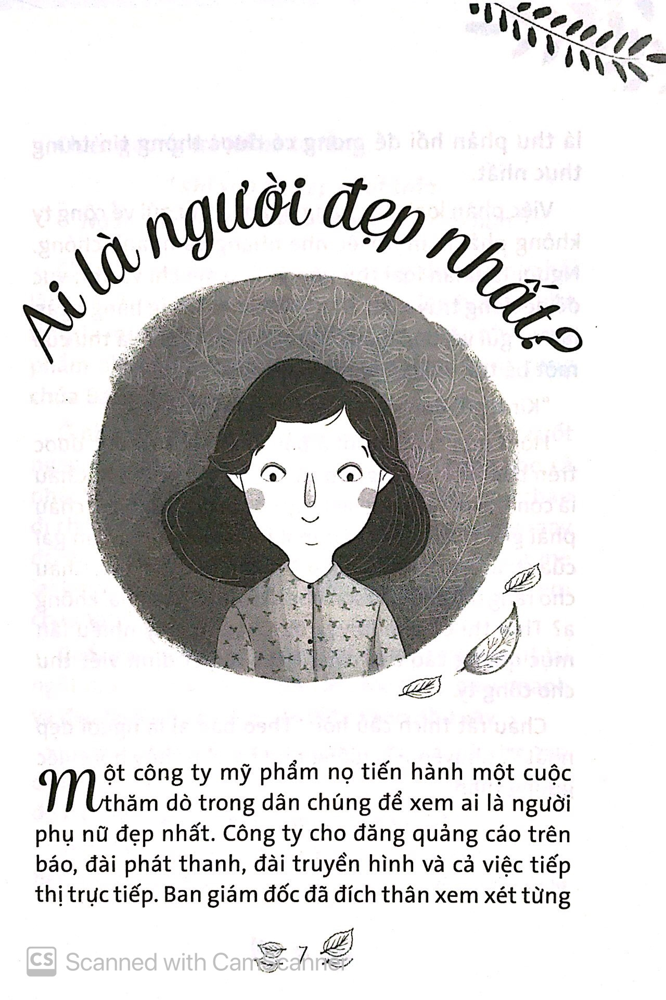 Ai là người đẹp nhất?
Một công ty mỹ phẩm nọ tiến hành một cuộc
thăm dò trong dân chúng để xem ai là người
phụ nữ đẹp nhất. Công ty cho đăng quảng cáo trên
báo, đài phát thanh, đài truyền hình và cả việc tiếp
thị trực tiếp. Ban giám đốc đã đích thân xem xét từng
7
CS Scanned with CamScanner